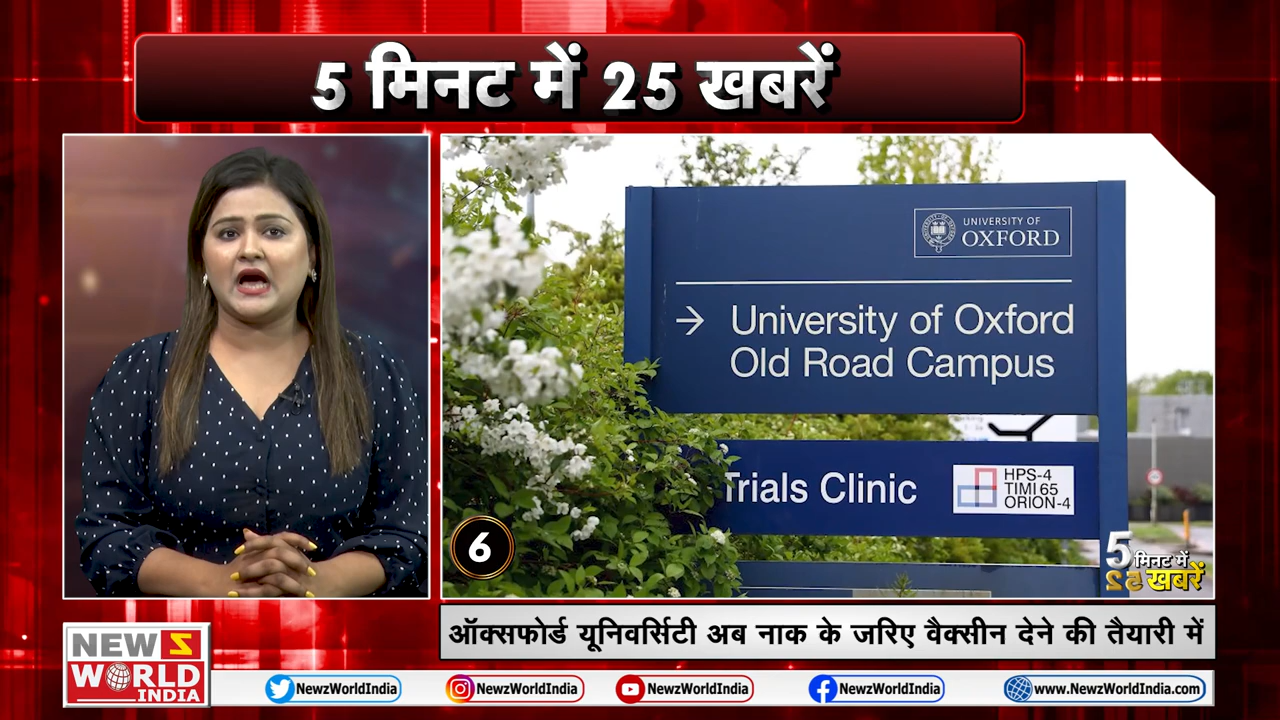 5 मिनट में 25 खबरें
UNIVERSITY OF
OXFORD
→ University of Oxford
Old Road Campus
Trials Clinic
HPS-4
TIMI 65
ORION-4
6
5 मिनट में
25 खबरें
ऑक्सफोर्ड यूनिवर्सिटी अब नाक के जरिए वैक्सीन देने की तैयारी में
NEWS
WORLD
INDIA
NewzWorldIndia
NewzWorldIndia
NewzWorldIndia
NewzWorldIndia
www.NewzWorldIndia.com